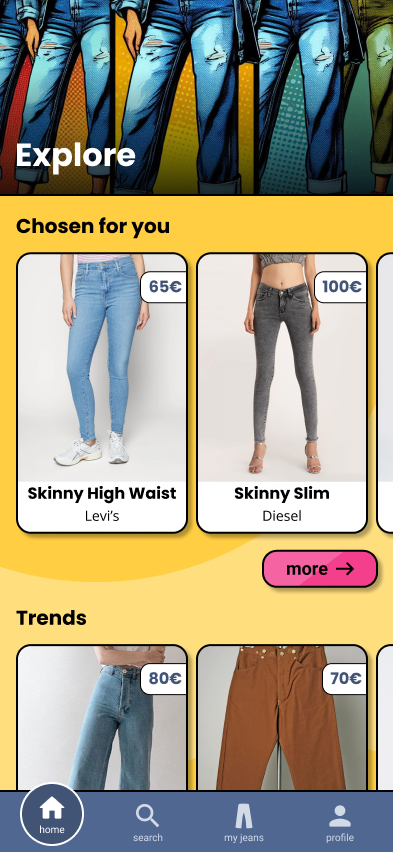 Explore
Chosen for you
65€
100€
Skinny High Waist
Levi’s
Skinny Slim
Diesel
more →
Trends
80€
70€
home
search
my jeans
profile